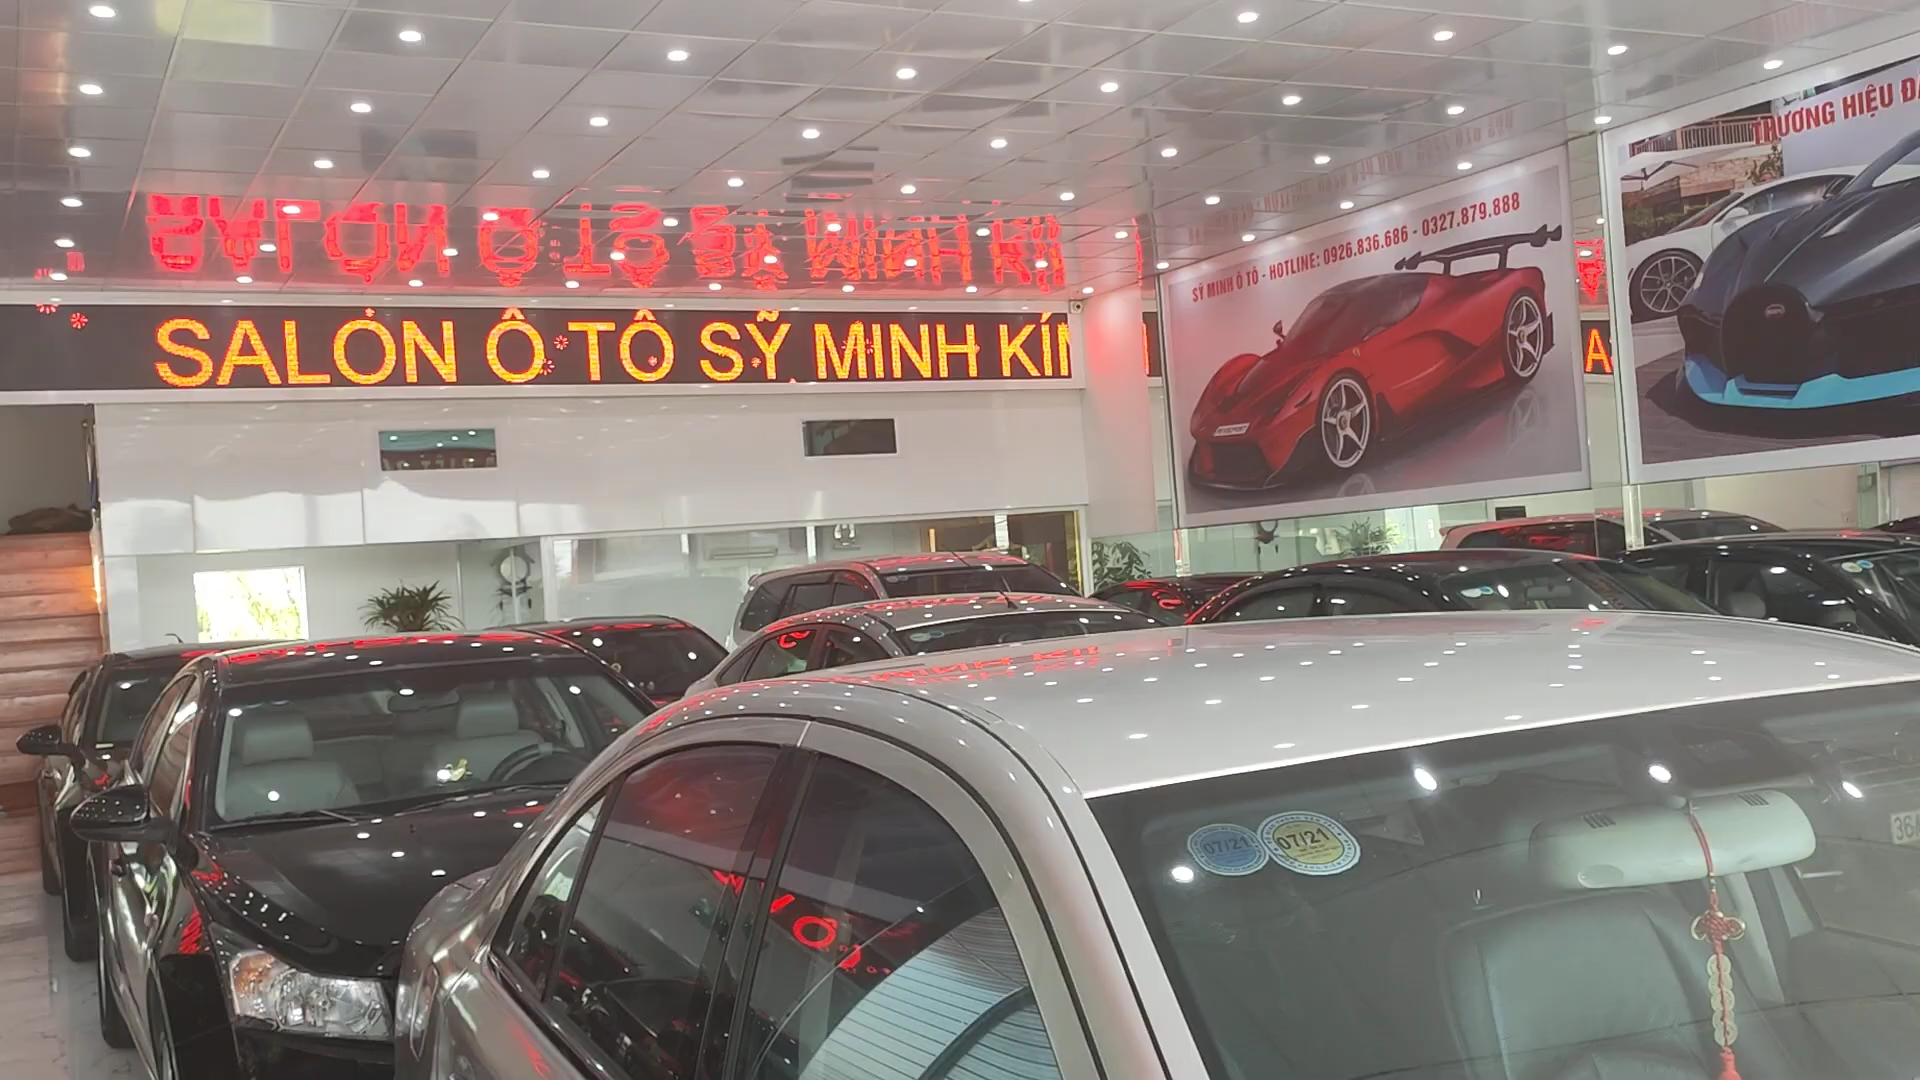 SALON Ô TÔ SỸ MINH KÍN
SỸ MINH Ô TÔ - HOTLINE: 0926.836.686 - 0327.879.888
THƯƠNG HIỆU
07/21
07/21